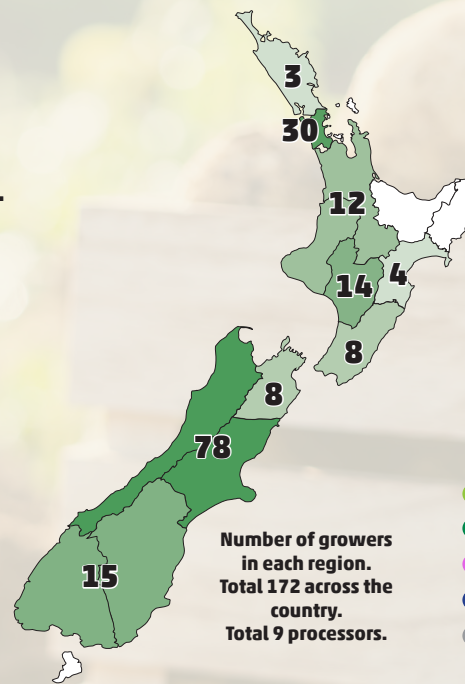 3
30
12
4
14
8
8
78
15
Number of growers
in each region.
Total 172 across the
country.
Total 9 processors.